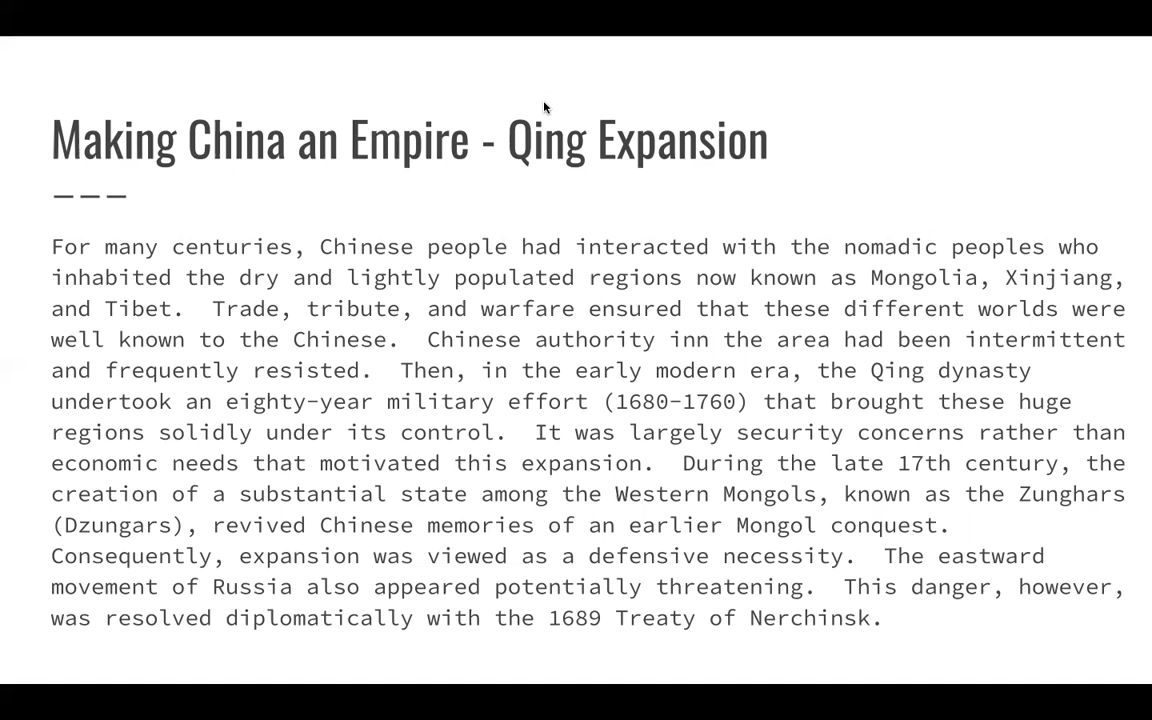 Making China an Empire - Qing Expansion
For many centuries, Chinese people had interacted with the nomadic peoples who
inhabited the dry and lightly populated regions now known as Mongolia, Xinjiang,
and Tibet.  Trade, tribute, and warfare ensured that these different worlds were
well known to the Chinese.  Chinese authority inn the area had been intermittent
and frequently resisted.  Then, in the early modern era, the Qing dynasty
undertook an eighty-year military effort (1680-1760) that brought these huge
regions solidly under its control.  It was largely security concerns rather than
economic needs that motivated this expansion.  During the late 17th century, the
creation of a substantial state among the Western Mongols, known as the Zunghars
(Dzungars), revived Chinese memories of an earlier Mongol conquest.
Consequently, expansion was viewed as a defensive necessity.  The eastward
movement of Russia also appeared potentially threatening.  This danger, however,
was resolved diplomatically with the 1689 Treaty of Nerchinsk.